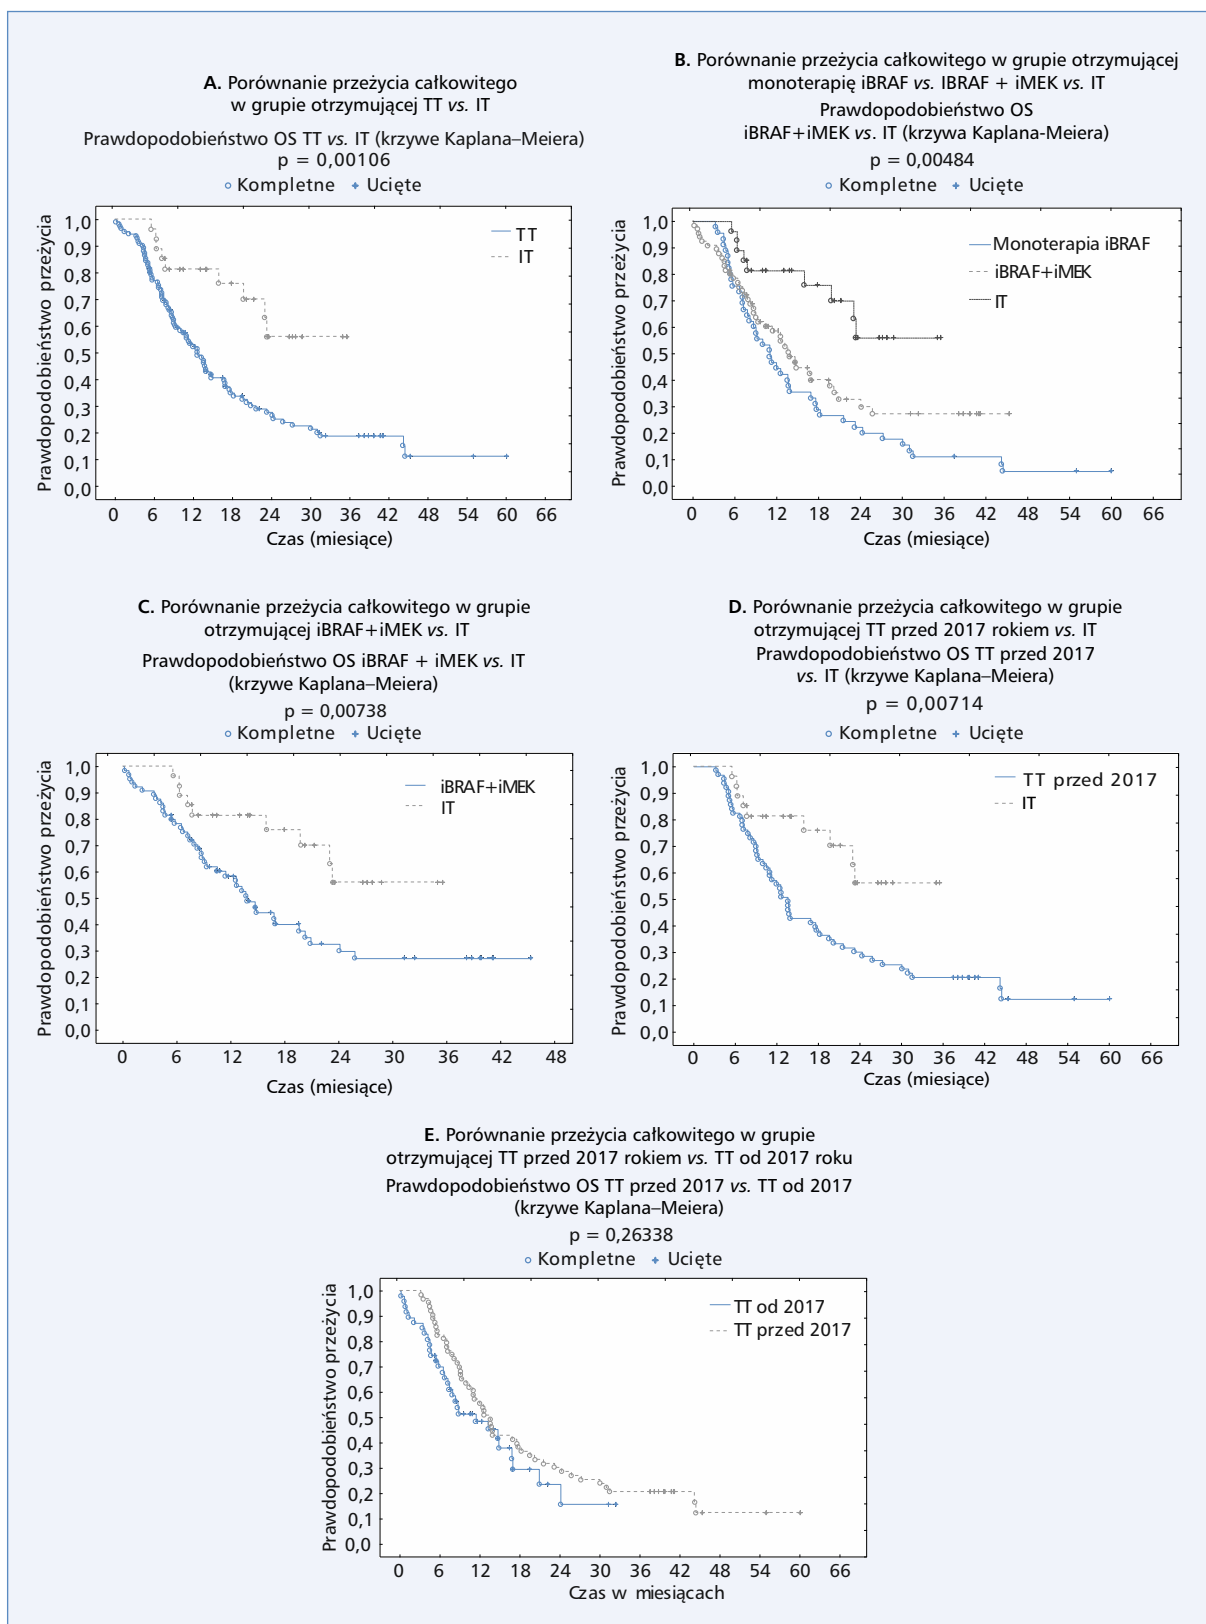 A. Porównanie przeżycia całkowitego
w grupie otrzymującej TT vs. IT
Prawdopodobieństwo OS TT vs. IT (krzywe Kaplana–Meiera)
p = 0,00106
Kompletne + Ucięte
Prawdopodobieństwo przeżycia
1,0
0,9
0,8
0,7
0,6
0,5
0,4
0,3
0,2
0,1
0,0
TT
IT
0 6 12 18 24 30 36 42 48 54 60 66
Czas (miesiące)
B. Porównanie przeżycia całkowitego w grupie otrzymującej
monoterapię iBRAF vs. IBRAF + iMEK vs. IT
Prawdopodobieństwo OS
iBRAF+iMEK vs. IT (krzywa Kaplana-Meiera)
p = 0,00484
Kompletne + Ucięte
Prawdopodobieństwo przeżycia
1,0
0,9
0,8
0,7
0,6
0,5
0,4
0,3
0,2
0,1
0,0
Monoterapia iBRAF
iBRAF+iMEK
IT
0 6 12 18 24 30 36 42 48 54 60 66
Czas (miesiące)
C. Porównanie przeżycia całkowitego w grupie
otrzymującej iBRAF+iMEK vs. IT
Prawdopodobieństwo OS iBRAF + iMEK vs. IT
(krzywe Kaplana–Meiera)
p = 0,00738
Kompletne + Ucięte
Prawdopodobieństwo przeżycia
1,0
0,9
0,8
0,7
0,6
0,5
0,4
0,3
0,2
0,1
0,0
iBRAF+iMEK
IT
0 6 12 18 24 30 36 42 48
Czas (miesiące)
D. Porównanie przeżycia całkowitego w grupie
otrzymującej TT przed 2017 rokiem vs. IT
Prawdopodobieństwo OS TT przed 2017
vs. IT (krzywe Kaplana–Meiera)
p = 0,00714
Kompletne + Ucięte
Prawdopodobieństwo przeżycia
1,0
0,9
0,8
0,7
0,6
0,5
0,4
0,3
0,2
0,1
0,0
TT przed 2017
IT
0 6 12 18 24 30 36 42 48 54 60 66
Czas (miesiące)
E. Porównanie przeżycia całkowitego w grupie
otrzymującej TT przed 2017 rokiem vs. TT od 2017 roku
Prawdopodobieństwo OS TT przed 2017 vs. TT od 2017
(krzywe Kaplana–Meiera)
p = 0,26338
Kompletne + Ucięte
Prawdopodobieństwo przeżycia
1,0
0,9
0,8
0,7
0,6
0,5
0,4
0,3
0,2
0,1
0,0
TT od 2017
TT przed 2017
0 6 12 18 24 30 36 42 48 54 60 66
Czas w miesiącach